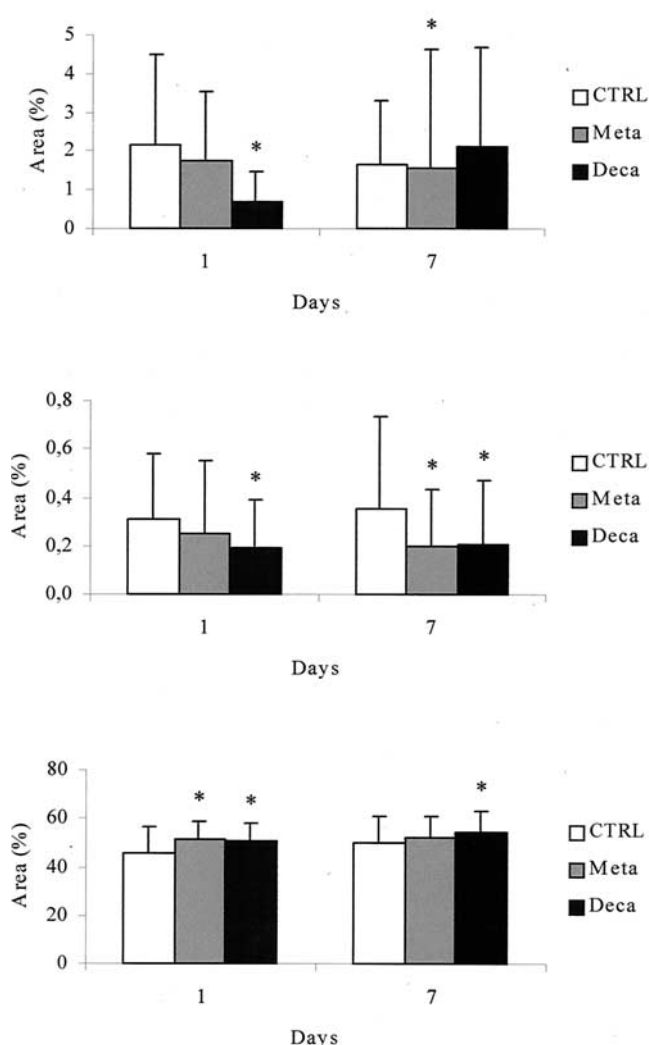 5
4
3
2
1
0
Area (%)
*
*
CTRL
Meta
Deca
1
7
Days
0,8
0,6
0,4
0,2
0,0
Area (%)
*
*
*
CTRL
Meta
Deca
1
7
Days
80
60
40
20
0
Area (%)
*
*
*
CTRL
Meta
Deca
1
7
Days